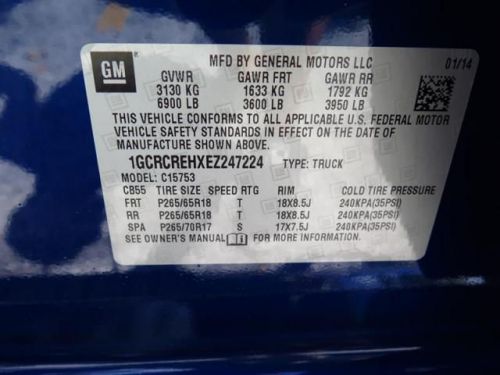 GM
MFD BY GENERAL MOTORS LLC 01/14
GVWR GAWR FRT GAWR RR
3130 KG 1633 KG 1792 KG
6900 LB 3600 LB 3950 LB
THIS VEHICLE CONFORMS TO ALL APPLICABLE U.S. FEDERAL MOTOR
VEHICLE SAFETY STANDARDS IN EFFECT ON THE DATE OF
MANUFACTURE SHOWN ABOVE.
1GCRCREHXEZ247224 TYPE: TRUCK
MODEL: C15753
C855 TIRE SIZE SPEED RTG RIM COLD TIRE PRESSURE
FRT P265/65R18 T 18X8.5J 240KPA(35PSI)
RR P265/65R18 T 18X8.5J 240KPA(35PSI)
SPA P265/70R17 S 17X7.5J 240KPA(35PSI)
SEE OWNER'S MANUAL FOR MORE INFORMATION.